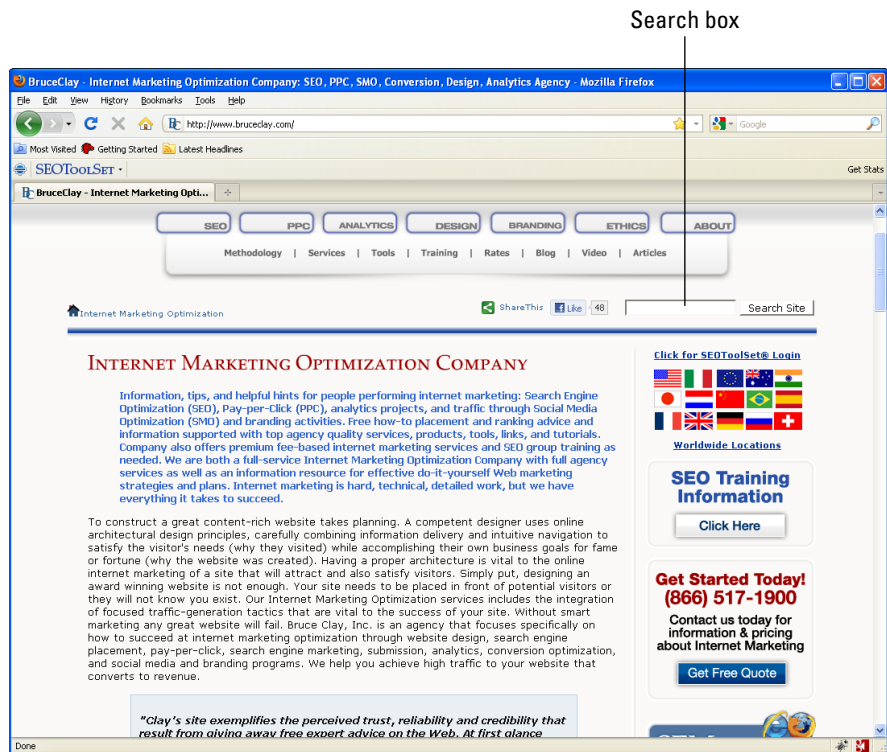 Search box
BruceClay - Internet Marketing Optimization Company: SEO, PPC, SMO, Conversion, Design, Analytics Agency - Mozilla Firefox
File Edit View History Bookmarks Tools Help
http://www.bruceclay.com/
Google
Most Visited Getting Started Latest Headlines
SEOToolSet
Get Stats
BruceClay - Internet Marketing Opti...
SEO PPC ANALYTICS DESIGN BRANDING ETHICS ABOUT
Methodology | Services | Tools | Training | Rates | Blog | Video | Articles
Internet Marketing Optimization
ShareThis Like 48 Search Site
Internet Marketing Optimization Company
Information, tips, and helpful hints for people performing internet marketing: Search Engine
Optimization (SEO), Pay-per-Click (PPC), analytics projects, and traffic through Social Media
Optimization (SMO) and branding activities. Free how-to placement and ranking advice and
information supported with top agency quality services, products, tools, links, and tutorials.
Company also offers premium fee-based internet marketing services and SEO group training as
needed. We are both a full-service Internet Marketing Optimization Company with full agency
services as well as an information resource for effective do-it-yourself Web marketing
strategies and plans. Internet marketing is hard, technical, detailed work, but we have
everything it takes to succeed.
To construct a great content-rich website takes planning. A competent designer uses online
architectural design principles, carefully combining information delivery and intuitive navigation to
satisfy the visitor's needs (why they visited) while accomplishing their own business goals for fame
or fortune (why the website was created). Having a proper architecture is vital to the online
internet marketing of a site that will attract and also satisfy visitors. Simply put, designing an
award winning website is not enough. Your site needs to be placed in front of potential visitors or
they will not know you exist. Our Internet Marketing Optimization services includes the integration
of focused traffic-generation tactics that are vital to the success of your site. Without smart
marketing any great website will fail. Bruce Clay, Inc. is an agency that focuses specifically on
how to succeed at internet marketing optimization through website design, search engine
placement, pay-per-click, search engine marketing, submission, analytics, conversion optimization,
and social media and branding programs. We help you achieve high traffic to your website that
converts to revenue.
"Clay's site exemplifies the perceived trust, reliability and credibility that
result from giving away free expert advice on the Web. At first glance
Click for SEOToolSet® Login
Worldwide Locations
SEO Training
Information
Click Here
Get Started Today!
(866) 517-1900
Contact us today for
information & pricing
about Internet Marketing
Get Free Quote
Done